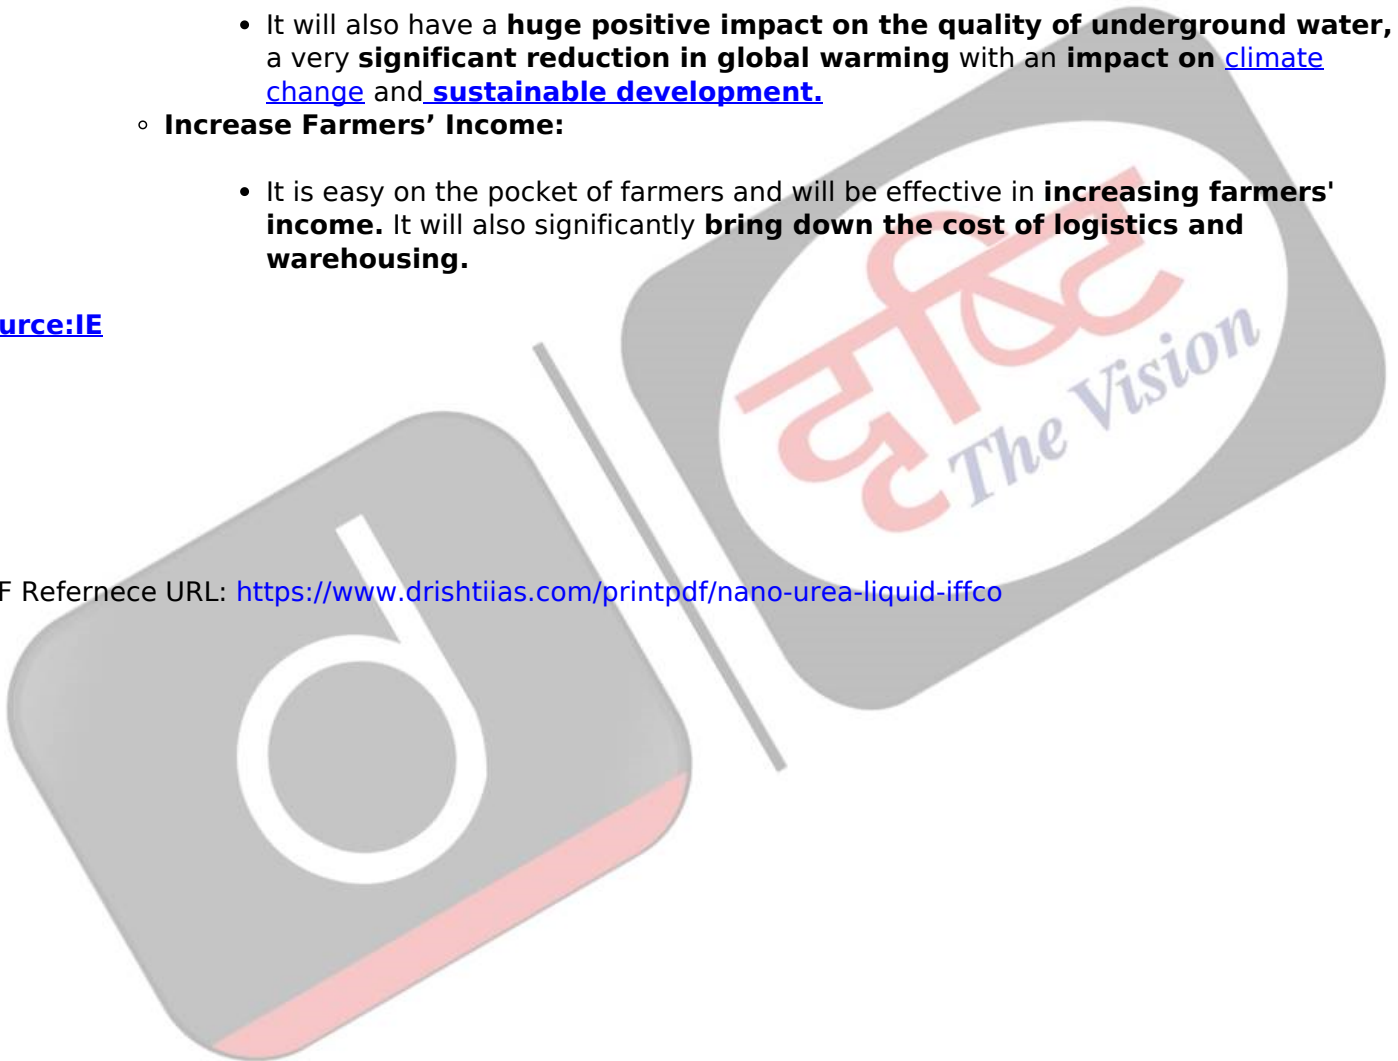 • It will also have a huge positive impact on the quality of underground water,
a very significant reduction in global warming with an impact on climate
change and sustainable development.
◦ Increase Farmers’ Income:
• It is easy on the pocket of farmers and will be effective in increasing farmers'
income. It will also significantly bring down the cost of logistics and
warehousing.
urce:IE
दृष्टि
The Vision
d
F Refernece URL: https://www.drishtiias.com/printpdf/nano-urea-liquid-iffco